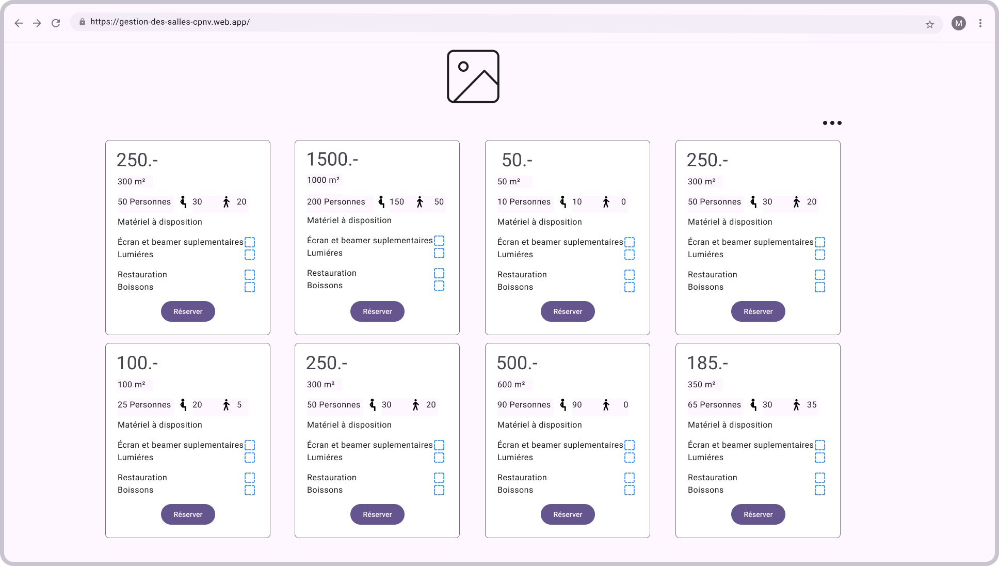 https://gestion-des-salles-cpnv.web.app/
M
250.-
300 m²
50 Personnes 30 20
Matériel à disposition
Écran et beamer suplementaires
Lumiéres
Restauration
Boissons
Réserver
1500.-
1000 m²
200 Personnes 150 50
Matériel à disposition
Écran et beamer suplementaires
Lumiéres
Restauration
Boissons
Réserver
50.-
50 m²
10 Personnes 10 0
Matériel à disposition
Écran et beamer suplementaires
Lumiéres
Restauration
Boissons
Réserver
250.-
300 m²
50 Personnes 30 20
Matériel à disposition
Écran et beamer suplementaires
Lumiéres
Restauration
Boissons
Réserver
100.-
100 m²
25 Personnes 20 5
Matériel à disposition
Écran et beamer suplementaires
Lumiéres
Restauration
Boissons
Réserver
250.-
300 m²
50 Personnes 30 20
Matériel à disposition
Écran et beamer suplementaires
Lumiéres
Restauration
Boissons
Réserver
500.-
600 m²
90 Personnes 90 0
Matériel à disposition
Écran et beamer suplementaires
Lumiéres
Restauration
Boissons
Réserver
185.-
350 m²
65 Personnes 30 35
Matériel à disposition
Écran et beamer suplementaires
Lumiéres
Restauration
Boissons
Réserver